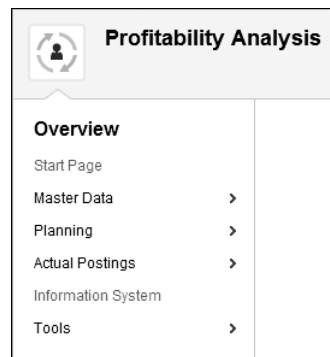 Profitability Analysis
Overview
Start Page
Master Data
Planning
Actual Postings
Information System
Tools